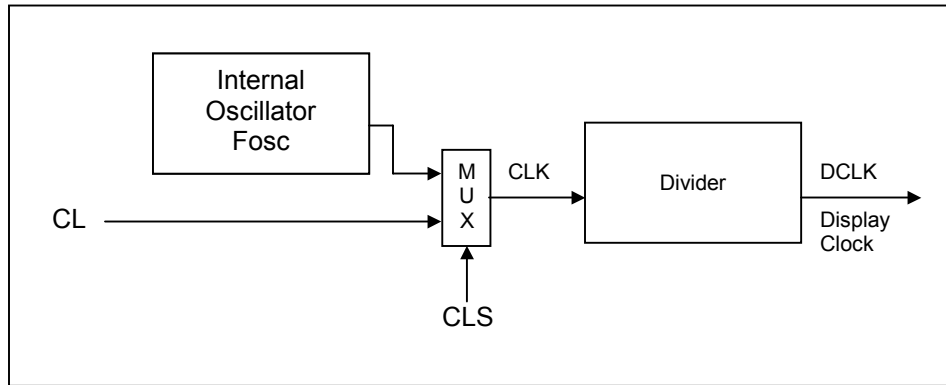 Internal
Oscillator
Fosc
M
U
X
CLK
Divider
DCLK
CL
Display
Clock
CLS